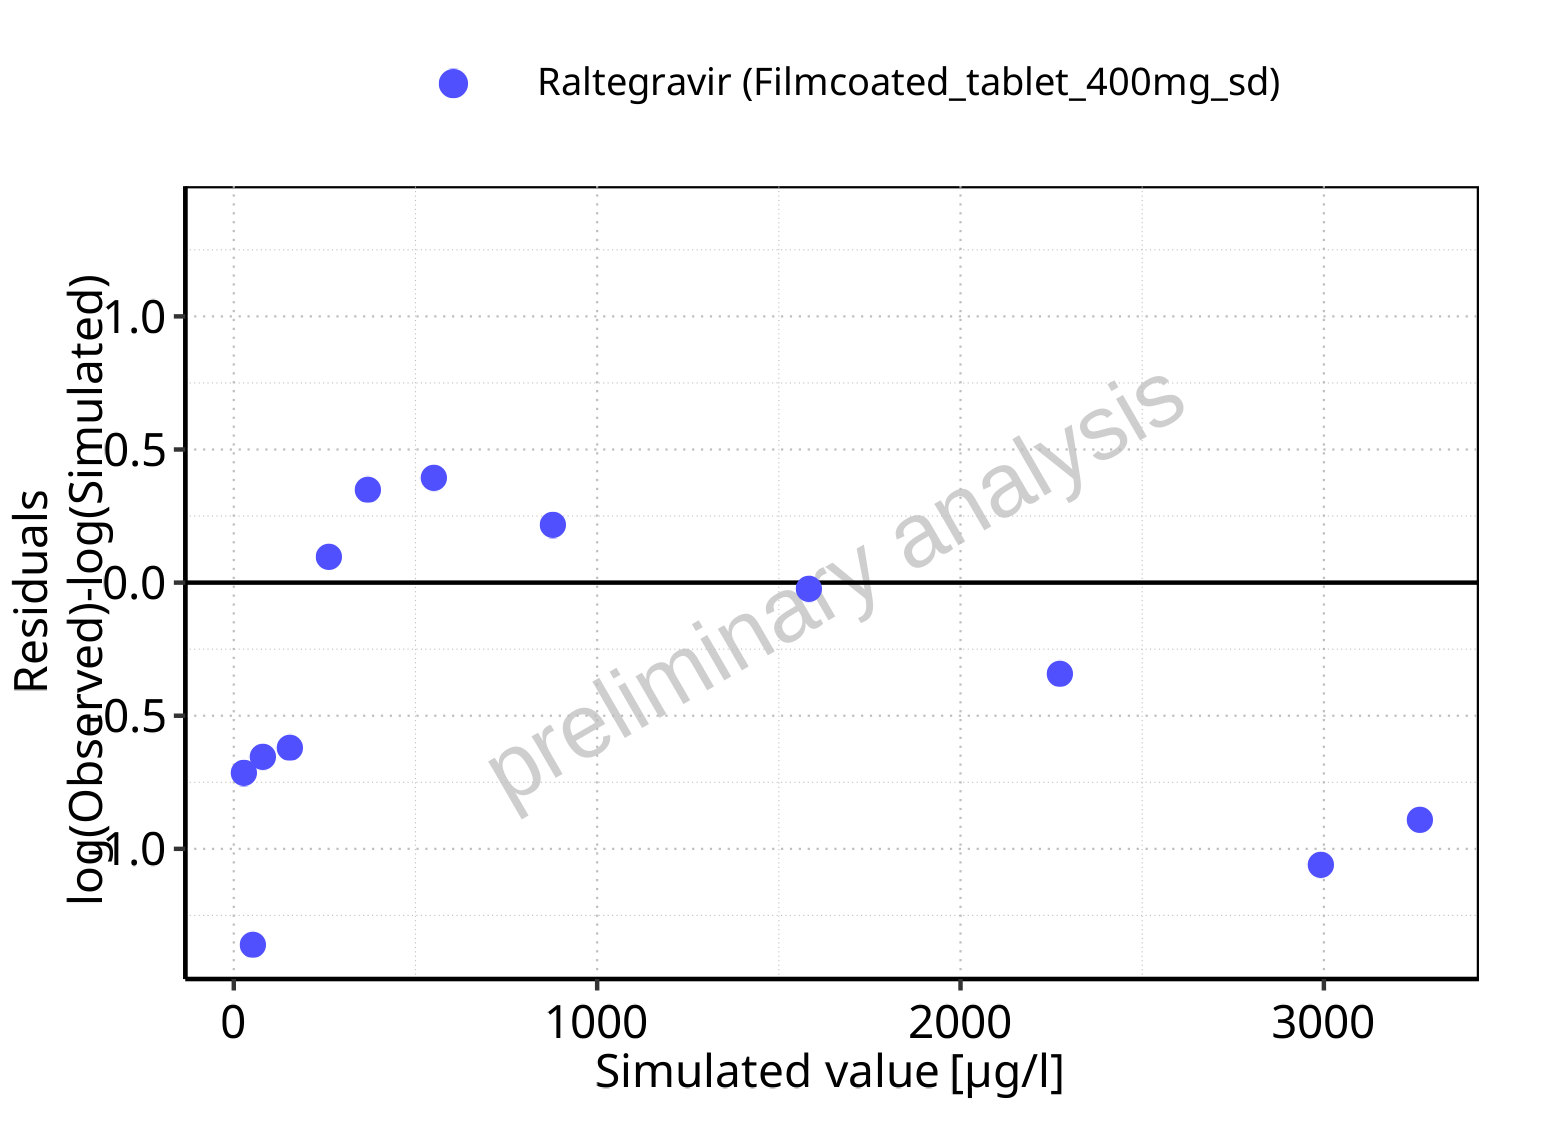 Raltegravir (Filmcoated_tablet_400mg_sd)
Residuals
log(Observed)-log(Simulated)
1.0
0.5
0.0
-0.5
-1.0
preliminary analysis
0 1000 2000 3000
Simulated value [µg/l]